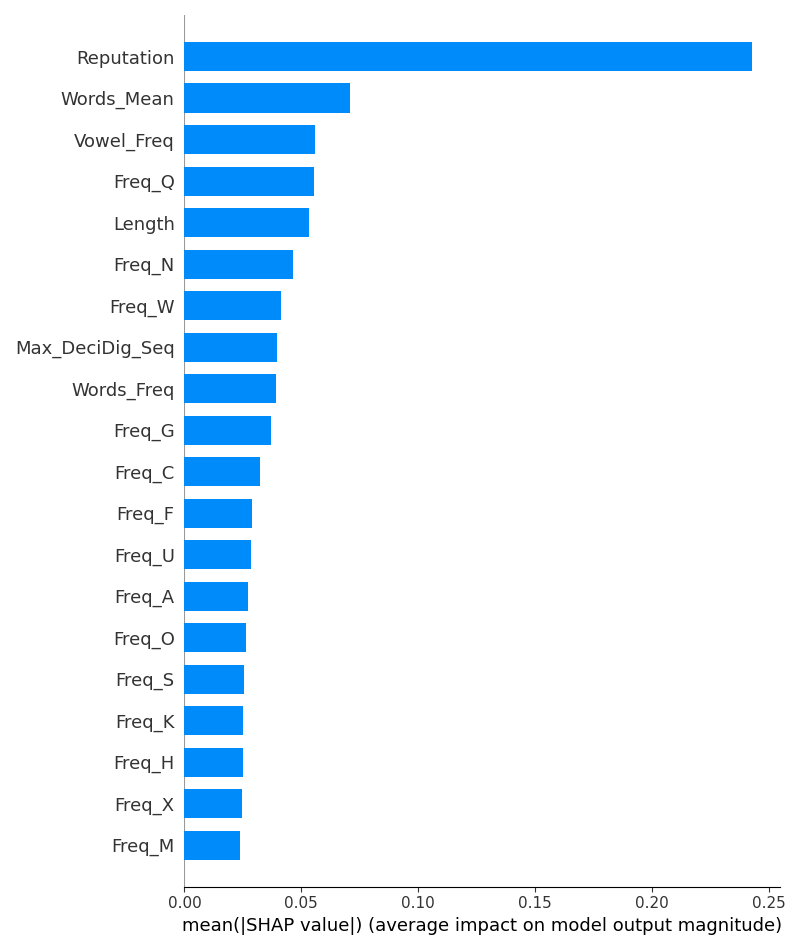 Reputation
Words_Mean
Vowel_Freq
Freq_Q
Length
Freq_N
Freq_W
Max_DeciDig_Seq
Words_Freq
Freq_G
Freq_C
Freq_F
Freq_U
Freq_A
Freq_O
Freq_S
Freq_K
Freq_H
Freq_X
Freq_M
0.00 0.05 0.10 0.15 0.20 0.25
mean(|SHAP value|) (average impact on model output magnitude)